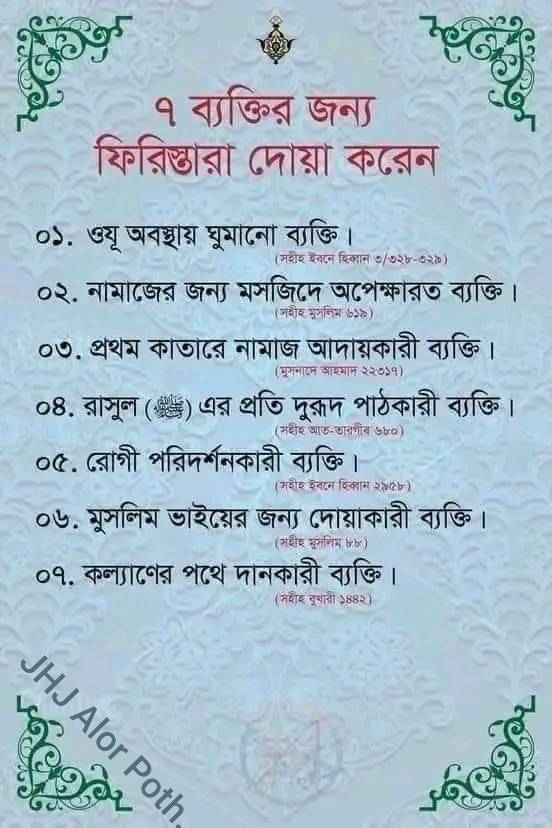 ৭ ব্যক্তির জন্য
ফিরিস্তারা দোয়া করেন
০১. ওযূ অবস্থায় ঘুমানো ব্যক্তি।
(সহীহ ইবনে হিব্বান ৩/৩২৮-৩২৯)
০২. নামাজের জন্য মসজিদে অপেক্ষারত ব্যক্তি।
(সহীহ মুসলিম ৬১৯)
০৩. প্রথম কাতারে নামাজ আদায়কারী ব্যক্তি।
(মুসনাদে আহমাদ ২২৩১৭)
০৪. রাসুল (ﷺ) এর প্রতি দুরূদ পাঠকারী ব্যক্তি।
(সহীহ আত-তারগীব ৬৮০)
০৫. রোগী পরিদর্শনকারী ব্যক্তি।
(সহীহ ইবনে হিব্বান ২৯৫৮)
০৬. মুসলিম ভাইয়ের জন্য দোয়াকারী ব্যক্তি।
(সহীহ মুসলিম ৮৮)
০৭. কল্যাণের পথে দানকারী ব্যক্তি।
(সহীহ বুখারী ১৪৪২)
JHJ Alor Poth.